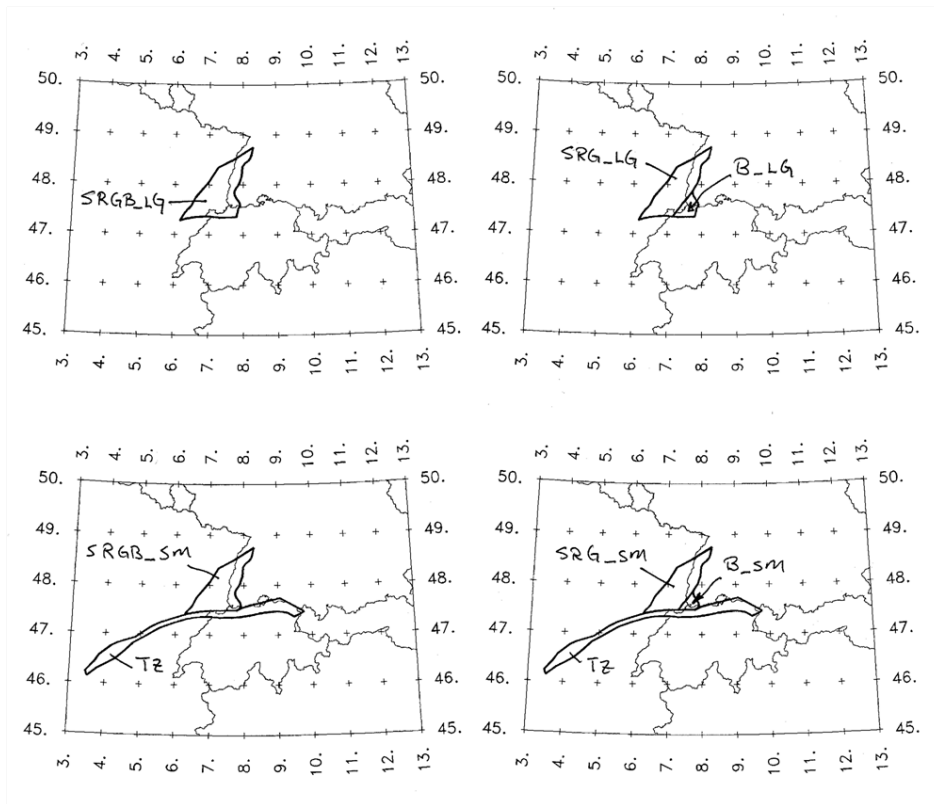 3. 4. 5. 6. 7. 8. 9. 10. 11. 12. 13.
50. 50.
49. 49.
48. 48.
SRGB_LG
47. 47.
46. 46.
45. 45.
3. 4. 5. 6. 7. 8. 9. 10. 11. 12. 13.
3. 4. 5. 6. 7. 8. 9. 10. 11. 12. 13.
50. 50.
49. 49.
SRG_LG
B_LG
48. 48.
47. 47.
46. 46.
45. 45.
3. 4. 5. 6. 7. 8. 9. 10. 11. 12. 13.
3. 4. 5. 6. 7. 8. 9. 10. 11. 12. 13.
50. 50.
49. 49.
SRGB_SM
48. 48.
47. 47.
TZ
46. 46.
45. 45.
3. 4. 5. 6. 7. 8. 9. 10. 11. 12. 13.
3. 4. 5. 6. 7. 8. 9. 10. 11. 12. 13.
50. 50.
49. 49.
SRG_SM
B_SM
48. 48.
47. 47.
TZ
46. 46.
45. 45.
3. 4. 5. 6. 7. 8. 9. 10. 11. 12. 13.